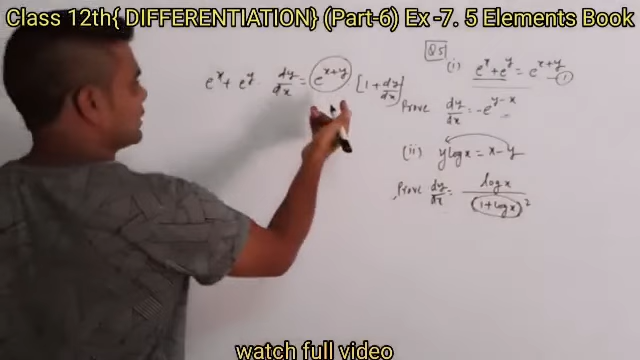 Class 12th{ DIFFERENTIATION} (Part-6) Ex -7. 5 Elements Book
e^x + e^y · dy/dx = e^(x+y) [1 + dy/dx]
Q5
(i) e^x + e^y = e^(x+y) — ①
Prove dy/dx = -e^(y-x)
(ii) y log x = x - y
Prove dy/dx = log x / (1 + log x)^2
watch full video